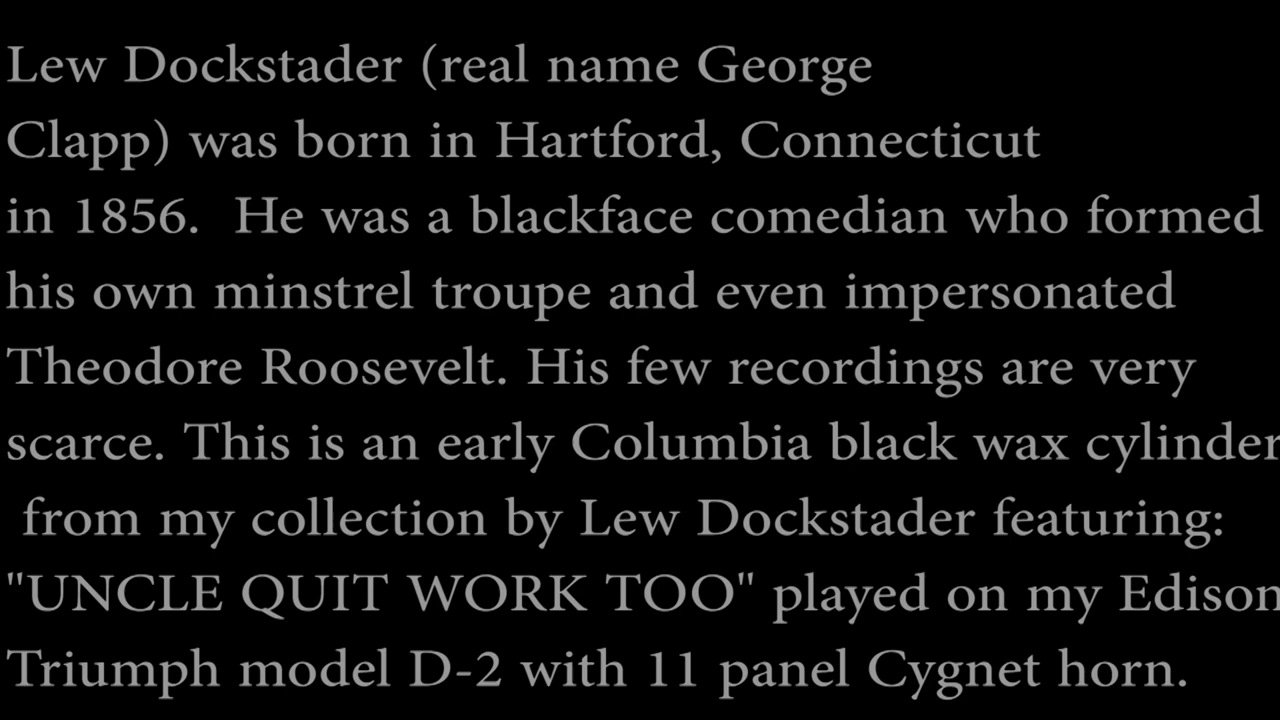 Lew Dockstader (real name George
Clapp) was born in Hartford, Connecticut
in 1856.  He was a blackface comedian who formed
his own minstrel troupe and even impersonated
Theodore Roosevelt. His few recordings are very
scarce. This is an early Columbia black wax cylinder
from my collection by Lew Dockstader featuring:
"UNCLE QUIT WORK TOO" played on my Edison
Triumph model D-2 with 11 panel Cygnet horn.